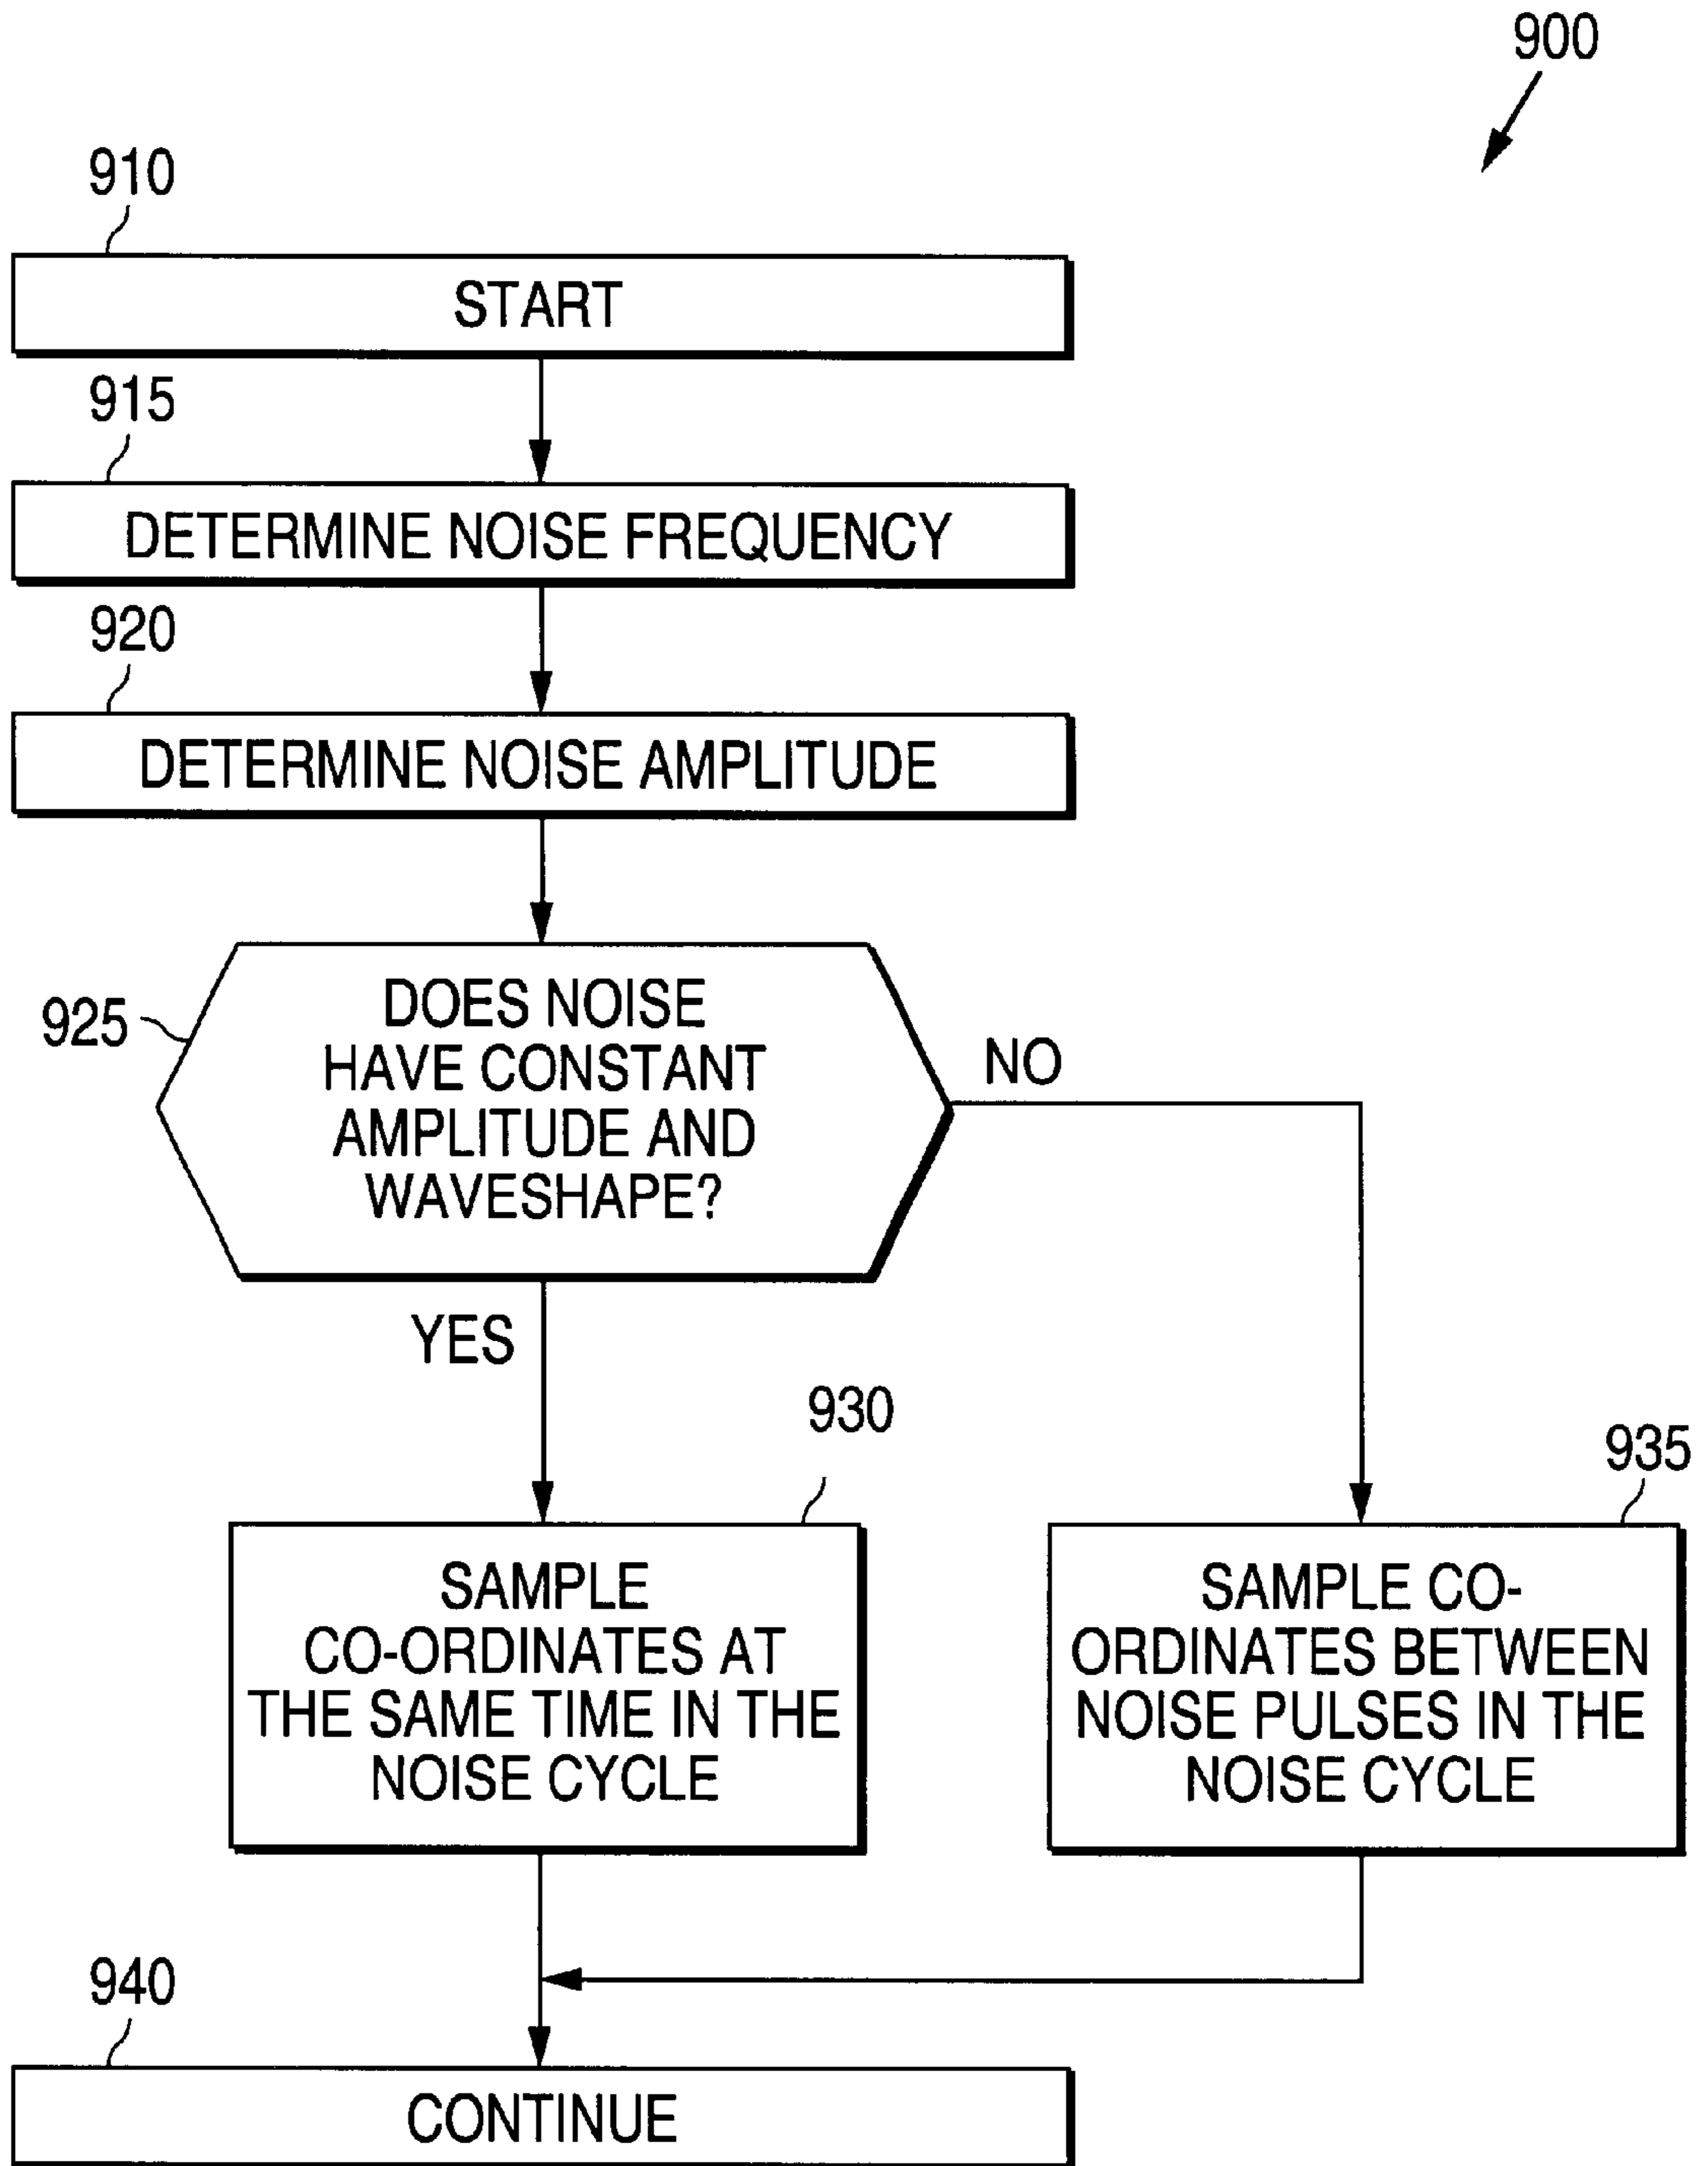 900
910
START
915
DETERMINE NOISE FREQUENCY
920
DETERMINE NOISE AMPLITUDE
925
DOES NOISE
HAVE CONSTANT
AMPLITUDE AND
WAVESHAPE?
NO
YES
930
SAMPLE
CO-ORDINATES AT
THE SAME TIME IN THE
NOISE CYCLE
935
SAMPLE CO-
ORDINATES BETWEEN
NOISE PULSES IN THE
NOISE CYCLE
940
CONTINUE